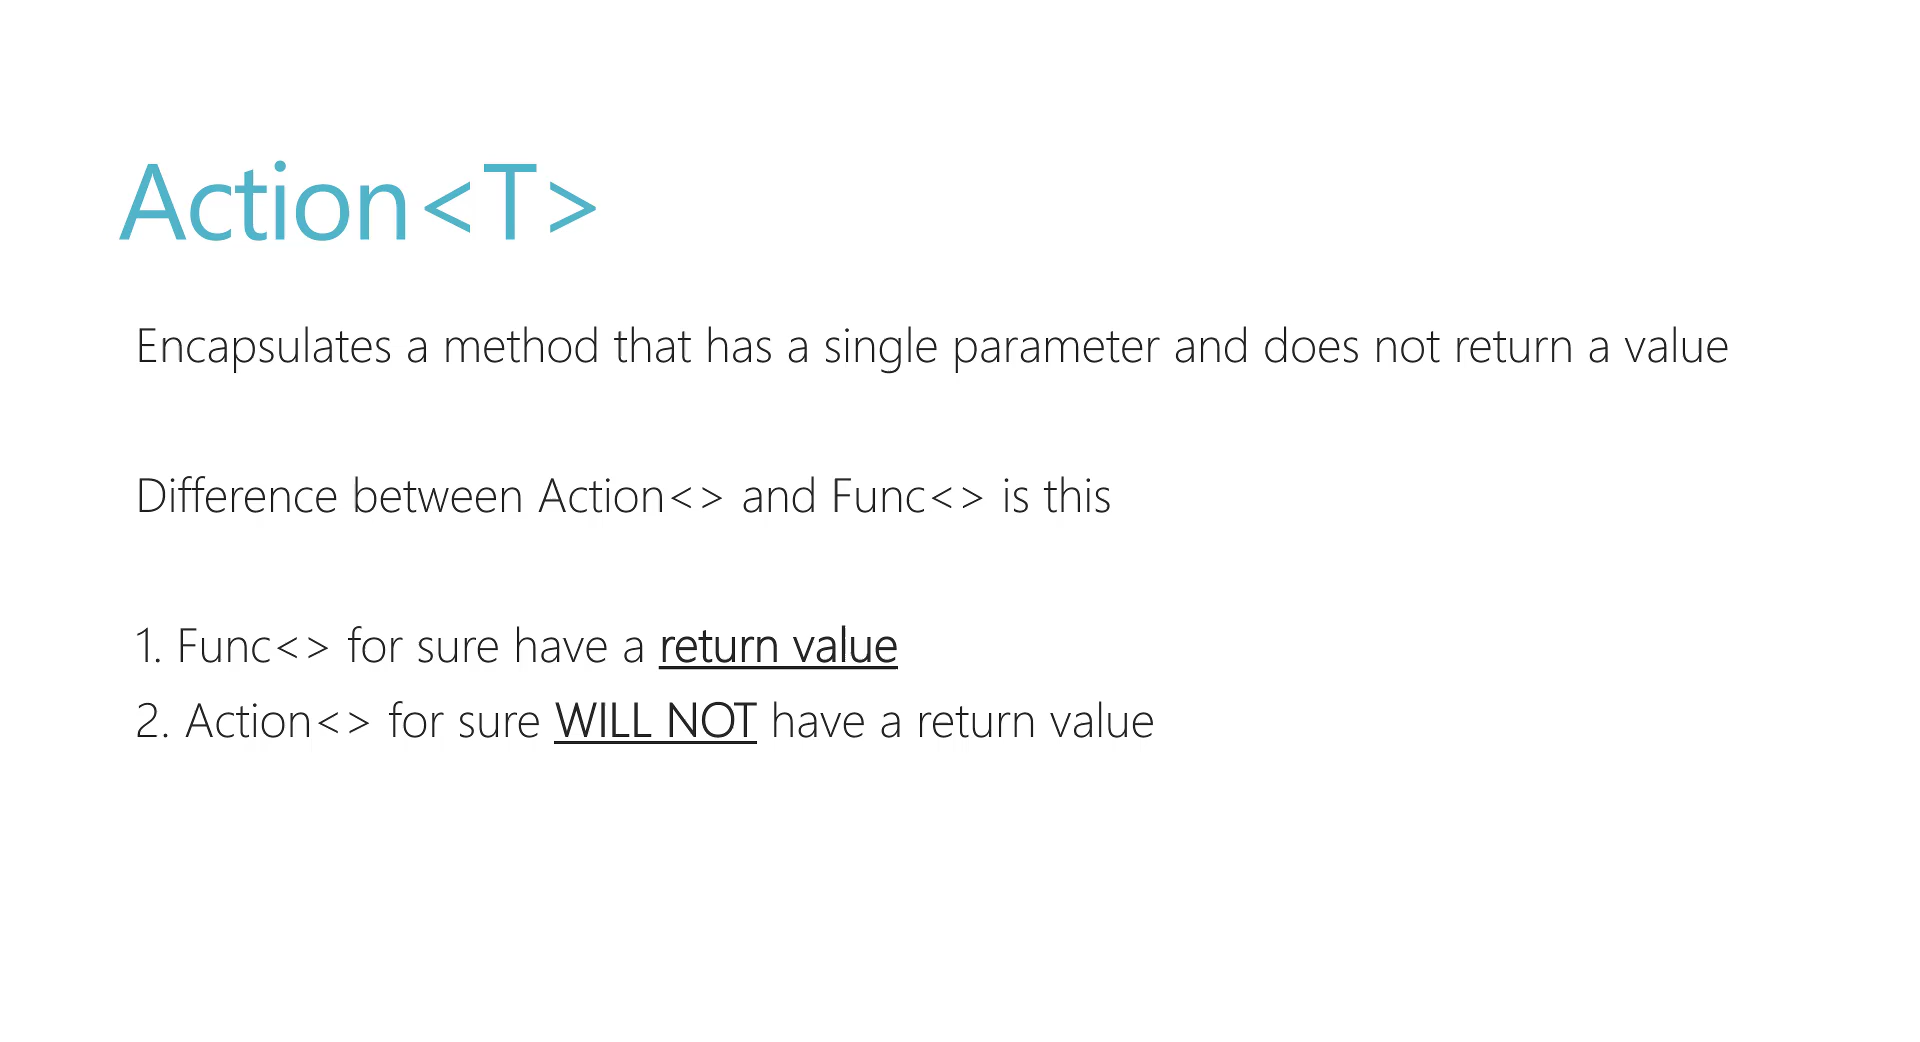 Action<T>
Encapsulates a method that has a single parameter and does not return a value
Difference between Action<> and Func<> is this
1. Func<> for sure have a return value
2. Action<> for sure WILL NOT have a return value